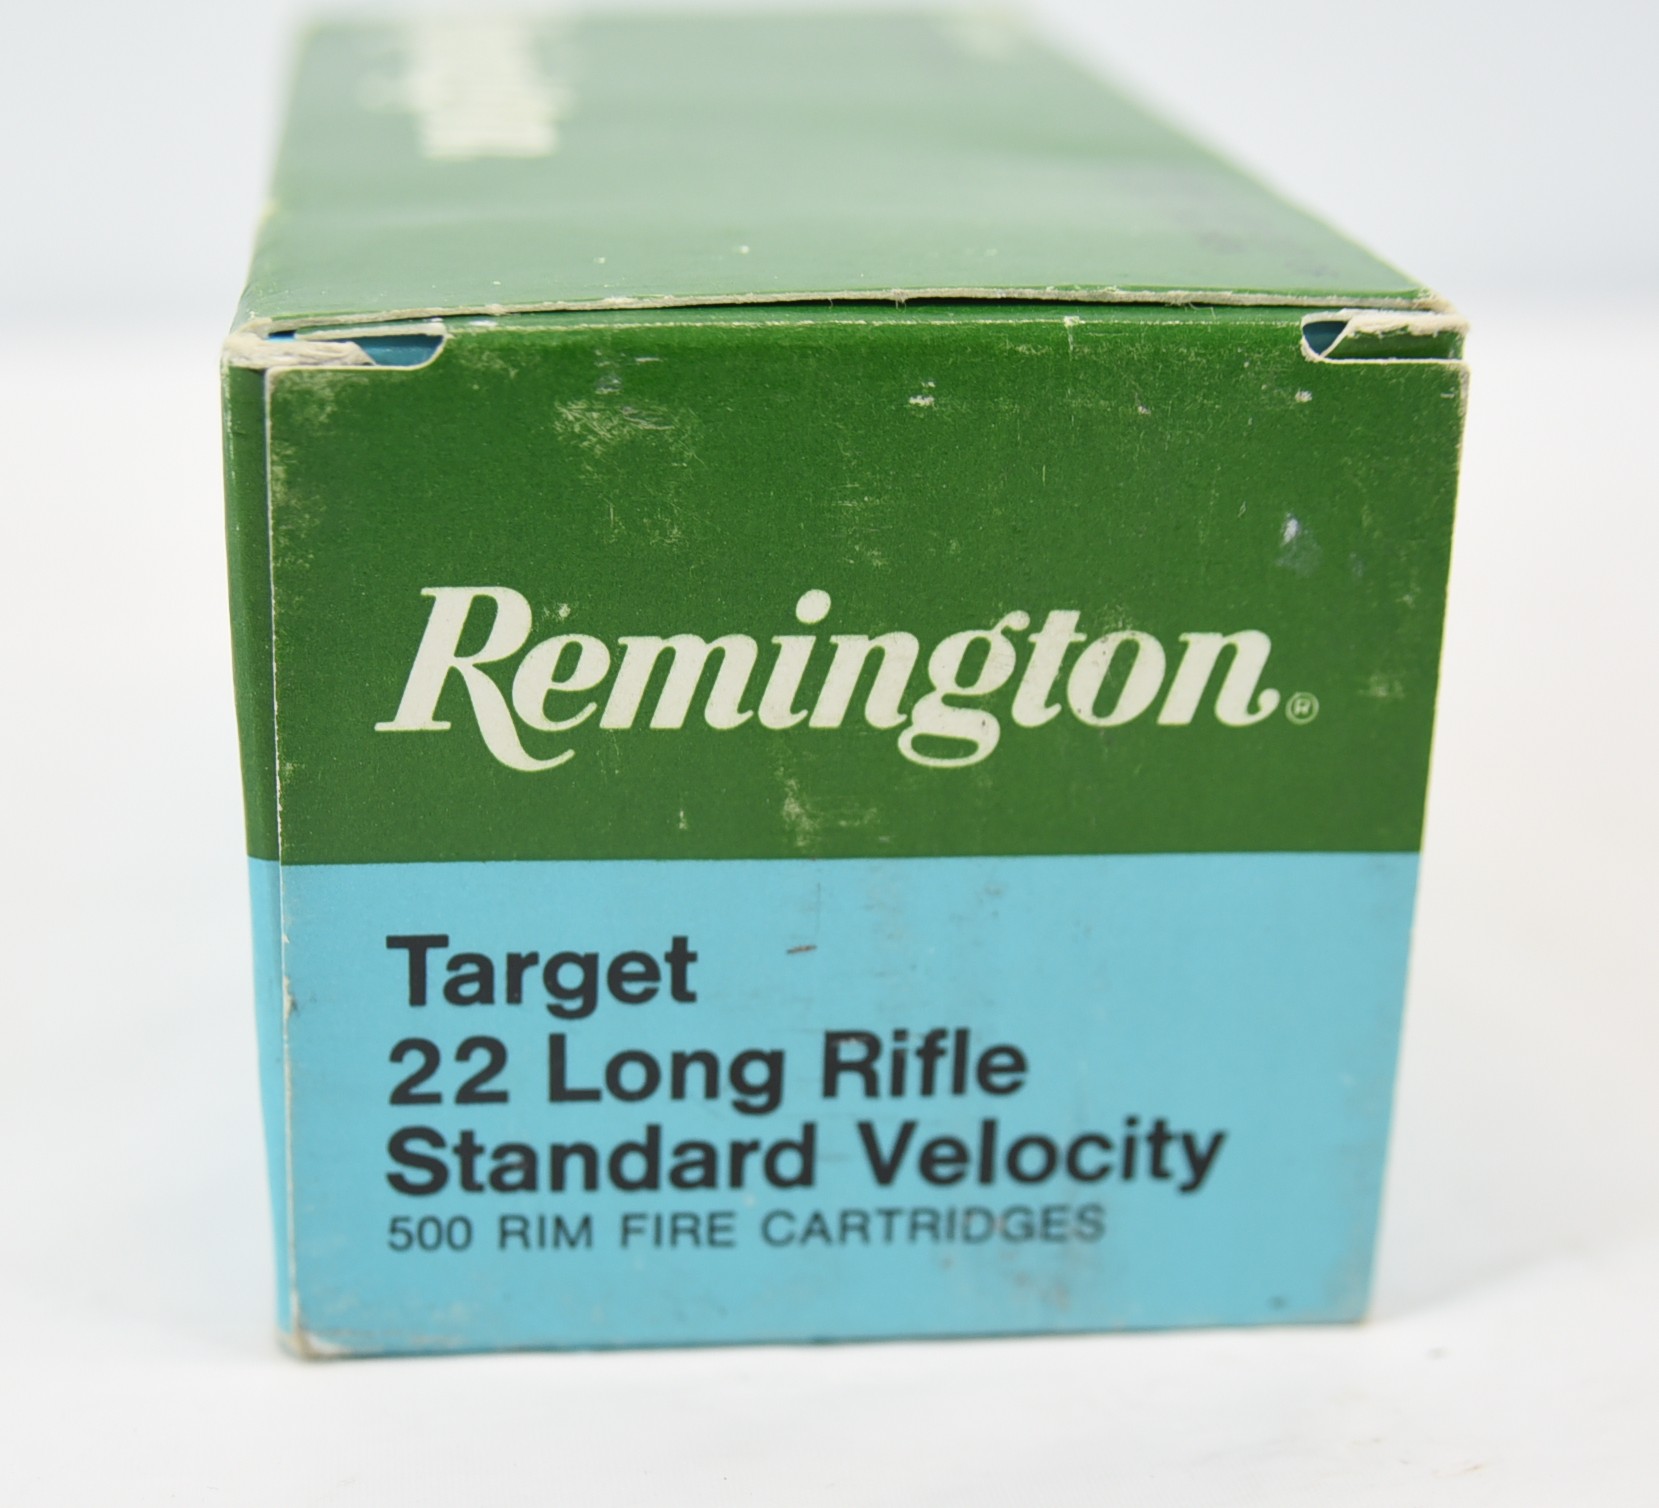 Remington®
Target
22 Long Rifle
Standard Velocity
500 RIM FIRE CARTRIDGES